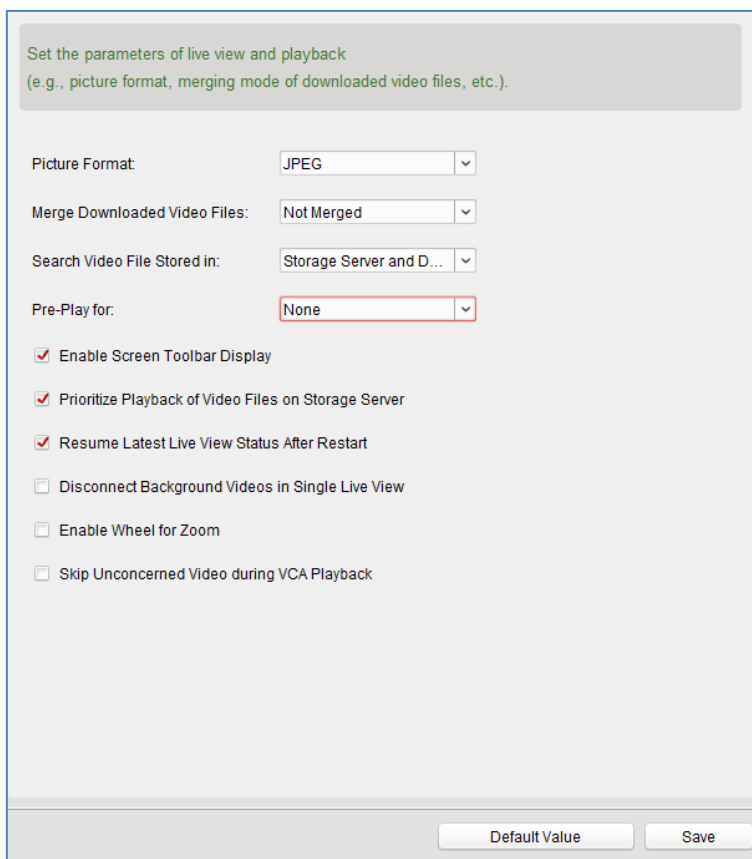 Set the parameters of live view and playback
(e.g., picture format, merging mode of downloaded video files, etc.).
Picture Format: JPEG
Merge Downloaded Video Files: Not Merged
Search Video File Stored in: Storage Server and D...
Pre-Play for: None
Enable Screen Toolbar Display
Prioritize Playback of Video Files on Storage Server
Resume Latest Live View Status After Restart
Disconnect Background Videos in Single Live View
Enable Wheel for Zoom
Skip Unconcerned Video during VCA Playback
Default Value Save